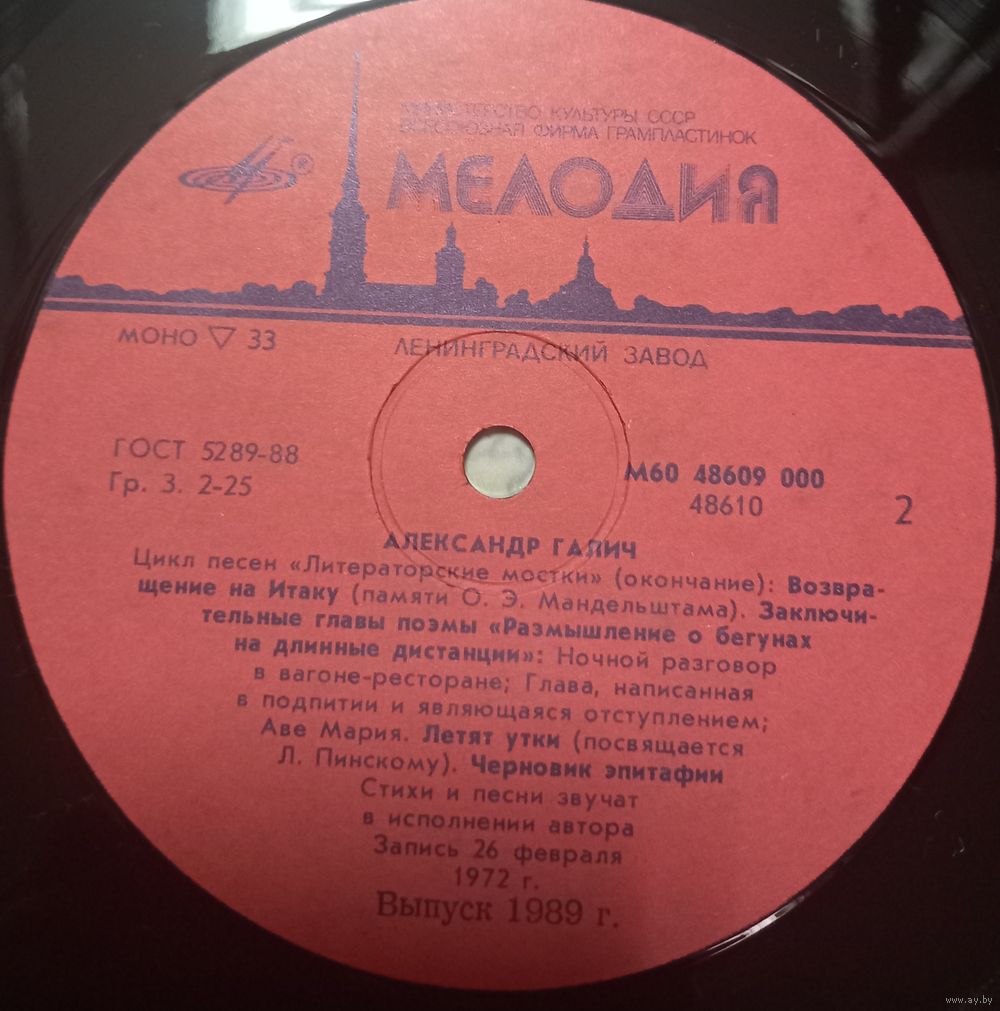 МИНИСТЕРСТВО КУЛЬТУРЫ СССР
ВСЕСОЮЗНАЯ ФИРМА ГРАМПЛАСТИНОК
МЕЛОДИЯ
®
МОНО ▽ 33
ЛЕНИНГРАДСКИЙ ЗАВОД
ГОСТ 5289-88
Гр. 3. 2-25
М60 48609 000
48610
2
АЛЕКСАНДР ГАЛИЧ
Цикл песен «Литераторские мостки» (окончание): Возвра-
щение на Итаку (памяти О. Э. Мандельштама). Заключи-
тельные главы поэмы «Размышление о бегунах
на длинные дистанции»: Ночной разговор
в вагоне-ресторане; Глава, написанная
в подпитии и являющаяся отступлением;
Аве Мария. Летят утки (посвящается
Л. Пинскому). Черновик эпитафии
Стихи и песни звучат
в исполнении автора
Запись 26 февраля
1972 г.
Выпуск 1989 г.
www.ay.by